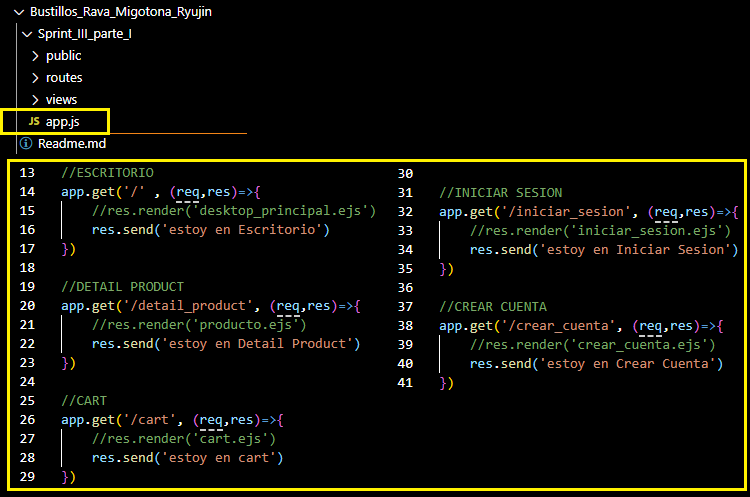 Bustillos_Rava_Migotona_Ryujin
Sprint_III_parte_I
public
routes
views
JS app.js
Readme.md
13 //ESCRITORIO
14 app.get('/' , (req,res)=>{
15 //res.render('desktop_principal.ejs')
16 res.send('estoy en Escritorio')
17 })
18
19 //DETAIL PRODUCT
20 app.get('/detail_product', (req,res)=>{
21 //res.render('producto.ejs')
22 res.send('estoy en Detail Product')
23 })
24
25 //CART
26 app.get('/cart', (req,res)=>{
27 //res.render('cart.ejs')
28 res.send('estoy en cart')
29 })
30
31 //INICIAR SESION
32 app.get('/iniciar_sesion', (req,res)=>{
33 //res.render('iniciar_sesion.ejs')
34 res.send('estoy en Iniciar Sesion')
35 })
36
37 //CREAR CUENTA
38 app.get('/crear_cuenta', (req,res)=>{
39 //res.render('crear_cuenta.ejs')
40 res.send('estoy en Crear Cuenta')
41 })